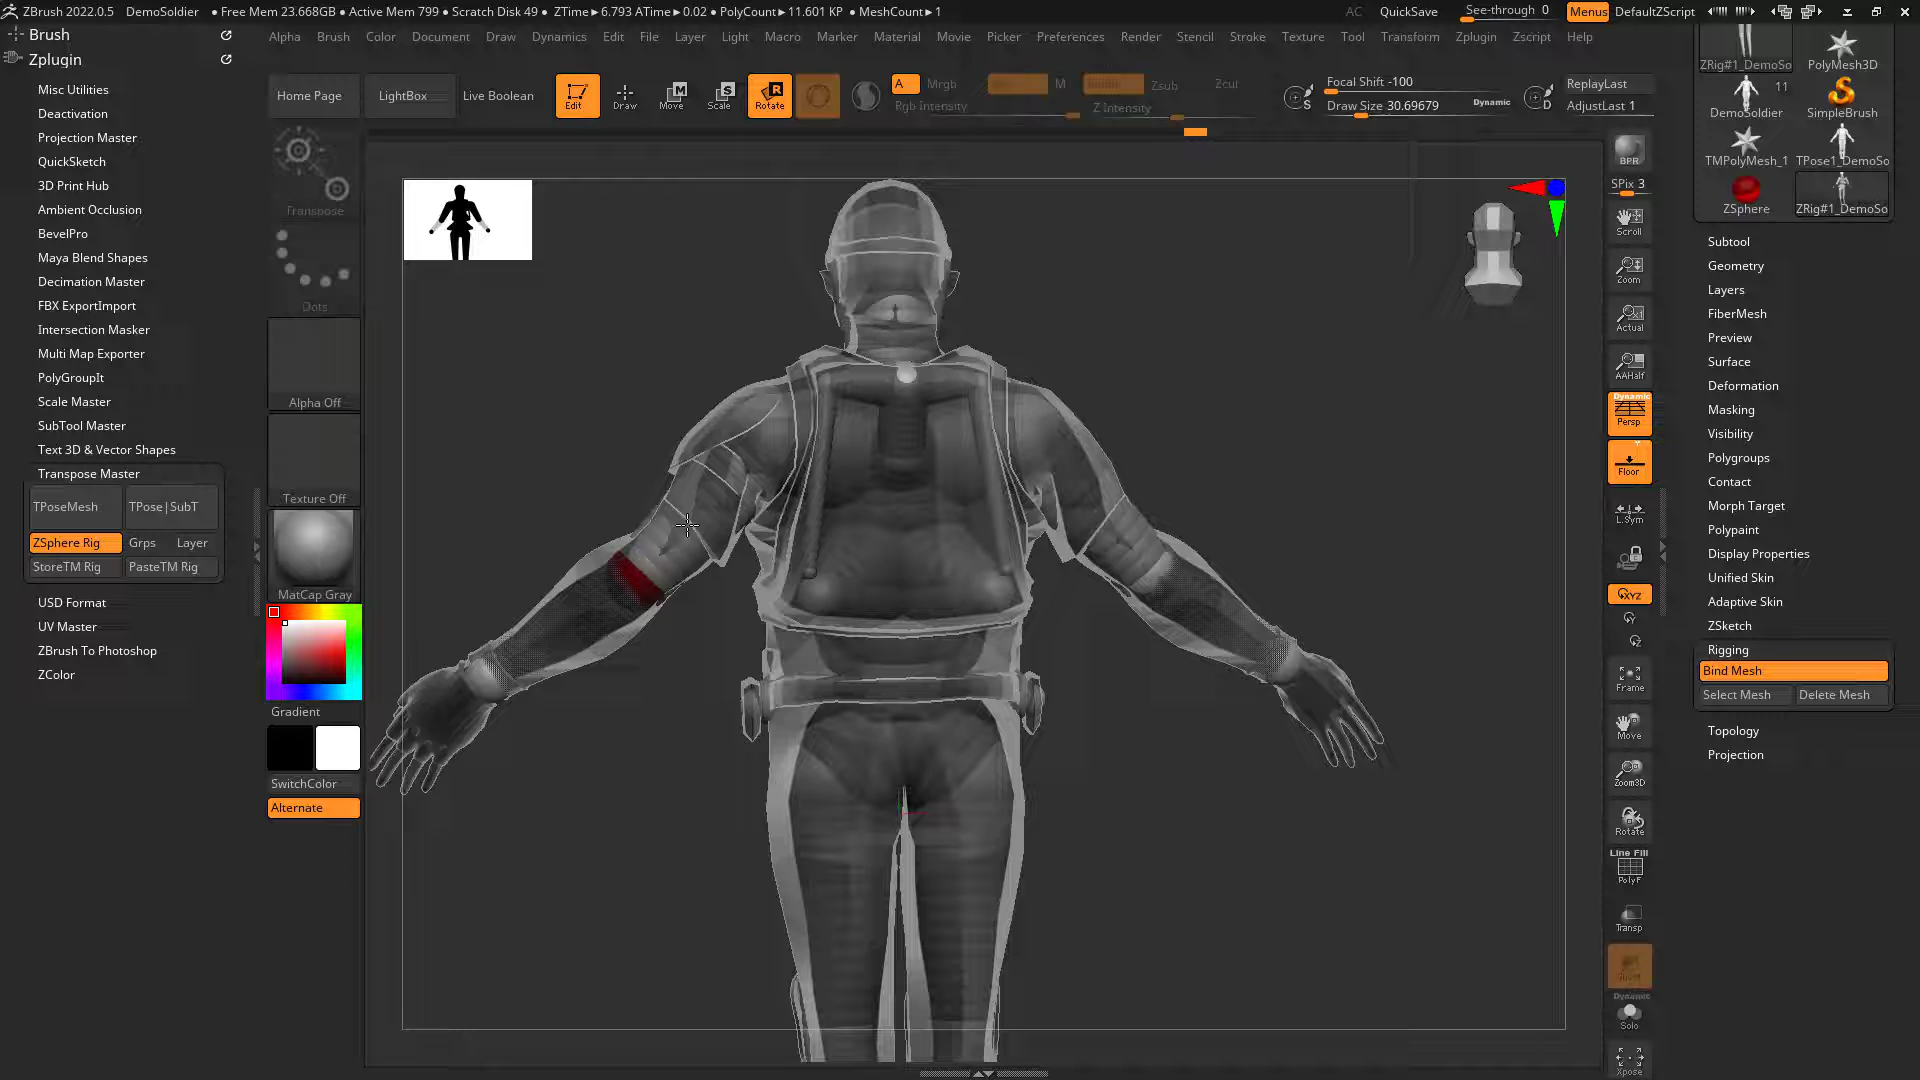 ZBrush 2022.0.5 DemoSoldier • Free Mem 23.668GB • Active Mem 799 • Scratch Disk 49 • ZTime►6.793 ATime►0.02 • PolyCount►11.601 KP • MeshCount►1
AC QuickSave See-through 0 Menus DefaultZScript
Brush
Zplugin
Alpha Brush Color Document Draw Dynamics Edit File Layer Light Macro Marker Material Movie Picker Preferences Render Stencil Stroke Texture Tool Transform Zplugin Zscript Help
Home Page LightBox Live Boolean
Edit Draw Move Scale Rotate
A Mrgb M Zsub Zcut
Rgb Intensity Z Intensity
Focal Shift -100
Draw Size 30.69679 Dynamic
ReplayLast
AdjustLast 1
Misc Utilities
Deactivation
Projection Master
QuickSketch
3D Print Hub
Ambient Occlusion
BevelPro
Maya Blend Shapes
Decimation Master
FBX ExportImport
Intersection Masker
Multi Map Exporter
PolyGroupIt
Scale Master
SubTool Master
Text 3D & Vector Shapes
Transpose Master
TPoseMesh TPose|SubT
ZSphere Rig Grps Layer
StoreTM Rig PasteTM Rig
USD Format
UV Master
ZBrush To Photoshop
ZColor
Transpose
Dots
Alpha Off
Texture Off
MatCap Gray
Gradient
SwitchColor
Alternate
BPR
SPix 3
Scroll
Zoom
Actual
AAHalf
Dynamic
Persp
Floor
L.Sym
XYZ
Frame
Move
Zoom3D
Rotate
Line Fill
PolyF
Transp
Dynamic
Solo
Xpose
ZRig#1_DemoSo PolyMesh3D
11
DemoSoldier SimpleBrush
TMPolyMesh_1 TPose1_DemoSo
ZSphere ZRig#1_DemoSo
Subtool
Geometry
Layers
FiberMesh
Preview
Surface
Deformation
Masking
Visibility
Polygroups
Contact
Morph Target
Polypaint
Display Properties
Unified Skin
Adaptive Skin
ZSketch
Rigging
Bind Mesh
Select Mesh Delete Mesh
Topology
Projection